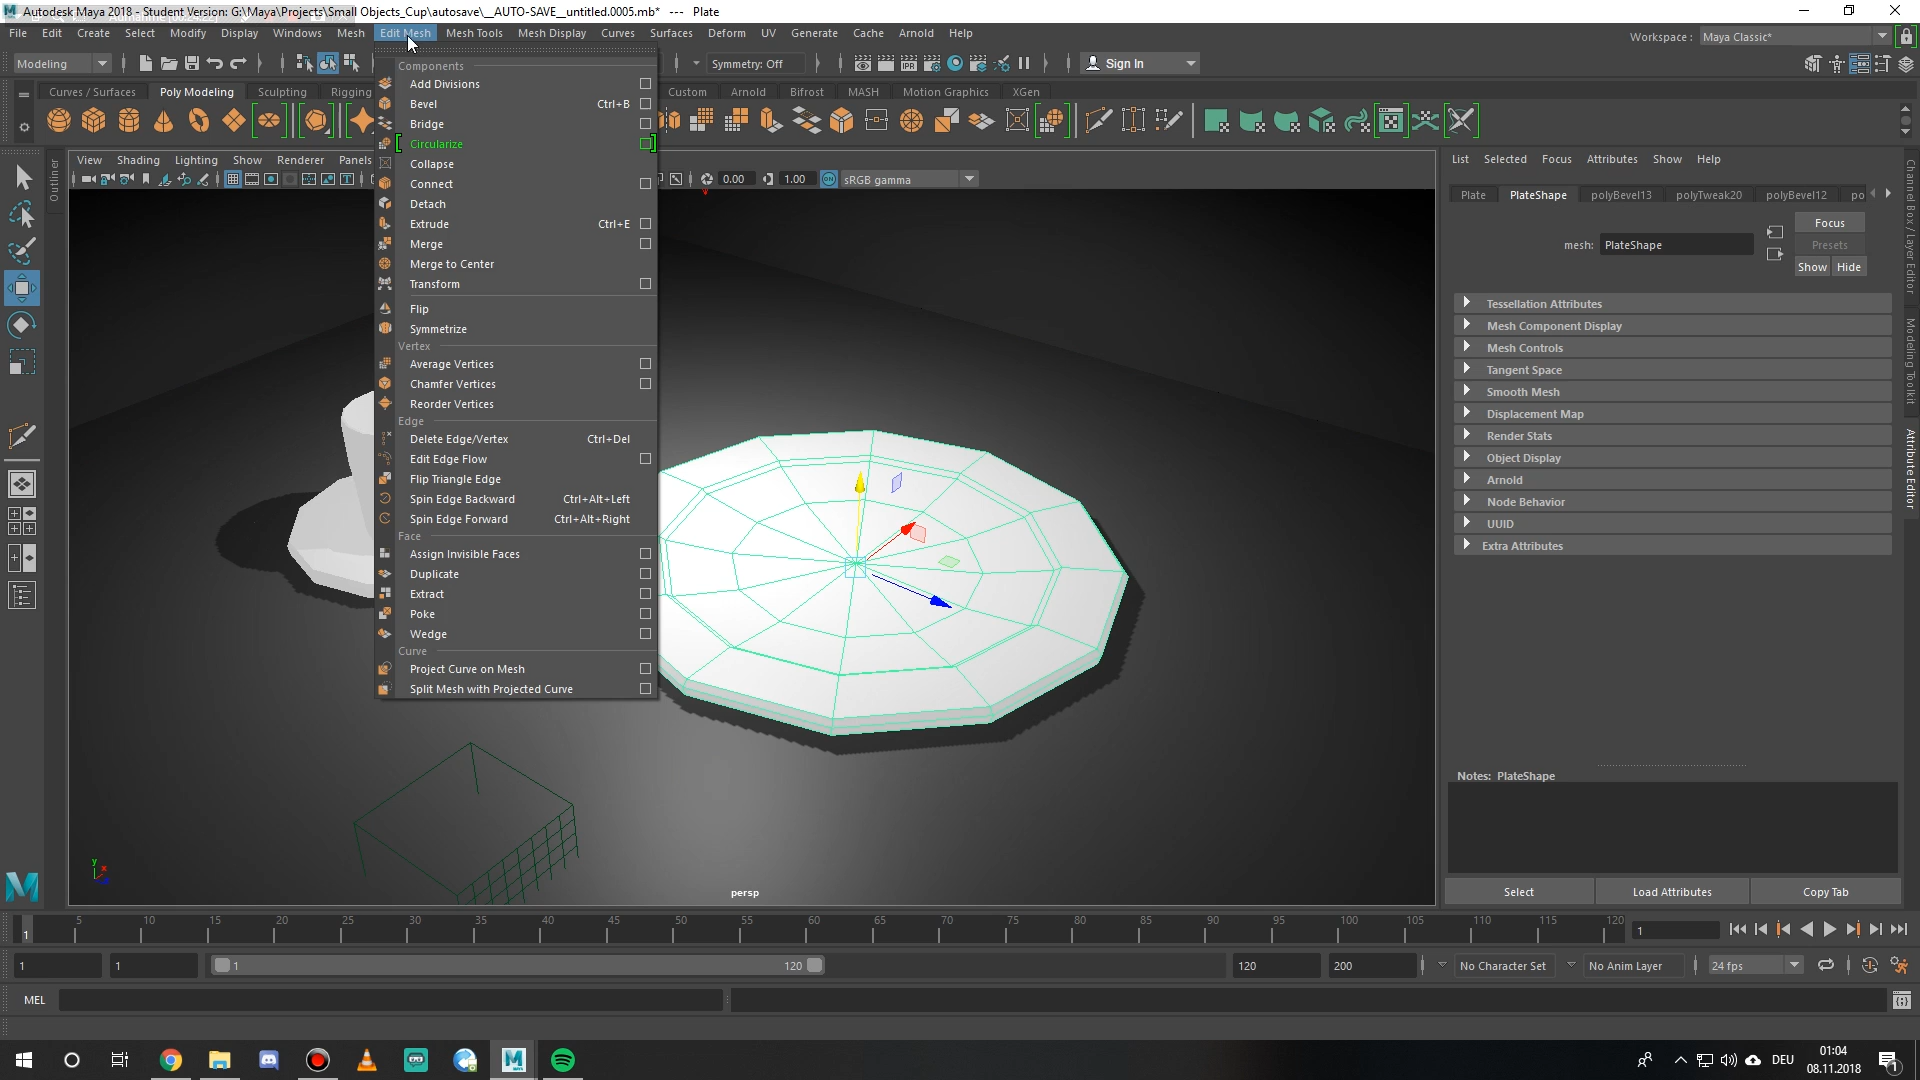 Autodesk Maya 2018 - Student Version: G:\Maya\Projects\Small Objects_Cup\autosave\__AUTO-SAVE__untitled.0005.mb* --- Plate
File Edit Create Select Modify Display Windows Mesh Edit Mesh Mesh Tools Mesh Display Curves Surfaces Deform UV Generate Cache Arnold Help
Workspace : Maya Classic*
Modeling
Symmetry: Off
Sign In
Curves / Surfaces Poly Modeling Sculpting Rigging
Custom Arnold Bifrost MASH Motion Graphics XGen
Components
Add Divisions
Bevel Ctrl+B
Bridge
Circularize
Collapse
Connect
Detach
Extrude Ctrl+E
Merge
Merge to Center
Transform
Flip
Symmetrize
Vertex
Average Vertices
Chamfer Vertices
Reorder Vertices
Edge
Delete Edge/Vertex Ctrl+Del
Edit Edge Flow
Flip Triangle Edge
Spin Edge Backward Ctrl+Alt+Left
Spin Edge Forward Ctrl+Alt+Right
Face
Assign Invisible Faces
Duplicate
Extract
Poke
Wedge
Curve
Project Curve on Mesh
Split Mesh with Projected Curve
View Shading Lighting Show Renderer Panels
0.00 1.00 ON sRGB gamma
Outliner
y
x
persp
List Selected Focus Attributes Show Help
Plate PlateShape polyBevel13 polyTweak20 polyBevel12 po
mesh: PlateShape
Focus
Presets
Show Hide
Tessellation Attributes
Mesh Component Display
Mesh Controls
Tangent Space
Smooth Mesh
Displacement Map
Render Stats
Object Display
Arnold
Node Behavior
UUID
Extra Attributes
Notes: PlateShape
Select Load Attributes Copy Tab
Channel Box / Layer Editor
Modeling Toolkit
Attribute Editor
5 10 15 20 25 30 35 40 45 50 55 60 65 70 75 80 85 90 95 100 105 110 115 120
1
1
1 1 1 120 120 200 No Character Set No Anim Layer 24 fps
MEL
DEU
01:04
08.11.2018
1